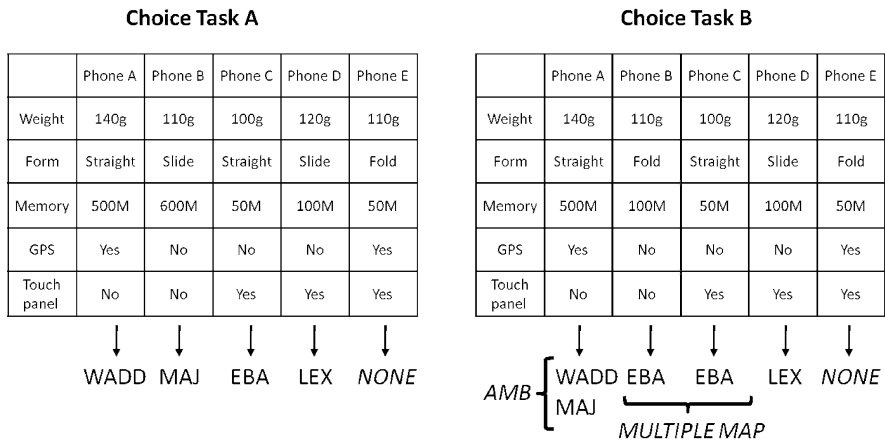 Choice Task A
Phone A Phone B Phone C Phone D Phone E
Weight 140g 110g 100g 120g 110g
Form Straight Slide Straight Slide Fold
Memory 500M 600M 50M 100M 50M
GPS Yes No No No Yes
Touch
panel No No Yes Yes Yes
WADD MAJ EBA LEX NONE
Choice Task B
Phone A Phone B Phone C Phone D Phone E
Weight 140g 110g 100g 120g 110g
Form Straight Fold Straight Slide Fold
Memory 500M 100M 50M 100M 50M
GPS Yes No No No Yes
Touch
panel No No Yes Yes Yes
AMB WADD EBA EBA LEX NONE
MAJ
MULTIPLE MAP